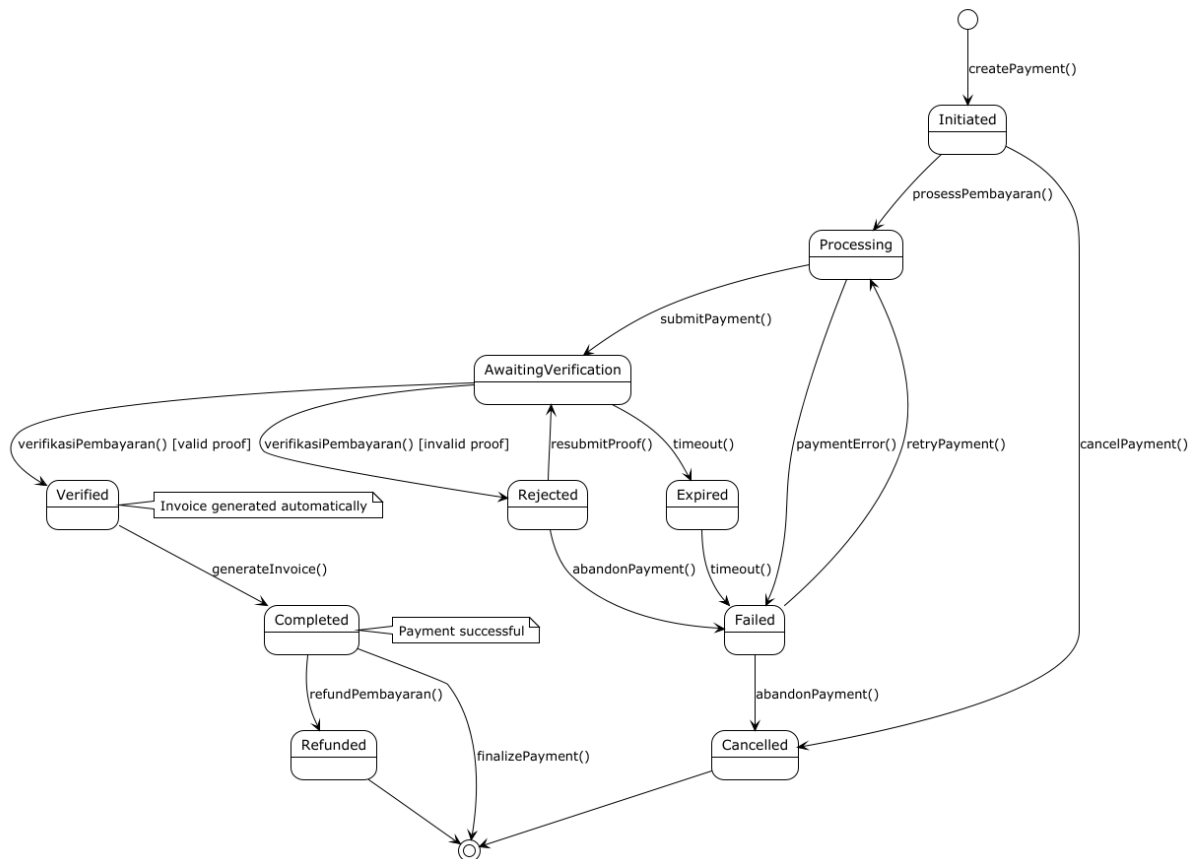 createPayment()
Initiated
prosessPembayaran()
Processing
submitPayment()
AwaitingVerification
verifikasiPembayaran() [valid proof]
verifikasiPembayaran() [invalid proof]
resubmitProof()
timeout()
paymentError()
retryPayment()
cancelPayment()
Verified
Invoice generated automatically
Rejected
Expired
generateInvoice()
abandonPayment()
timeout()
Completed
Payment successful
Failed
refundPembayaran()
abandonPayment()
Refunded
finalizePayment()
Cancelled